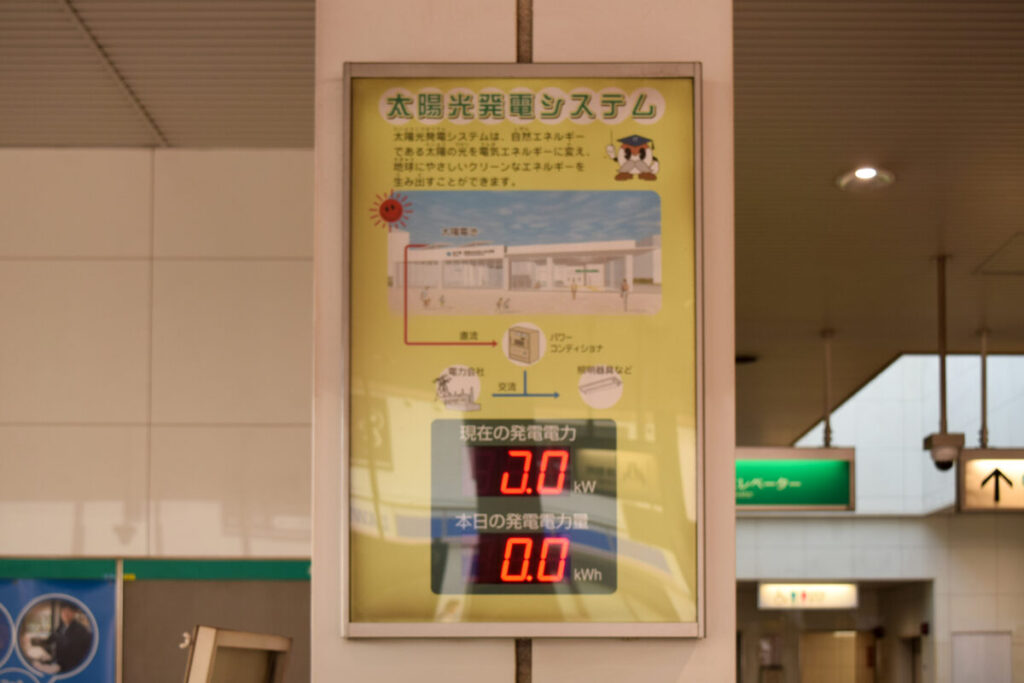 太陽光発電システム
太陽光発電システムは、自然エネルギー
である太陽の光を電気エネルギーに変え、
地球にやさしいクリーンなエネルギーを
生み出すことができます。
太陽電池
直流
パワー
コンディショナ
電力会社
照明器具など
交流
現在の発電電力
0.0 kW
本日の発電電力量
0.0 kWh
レベーター